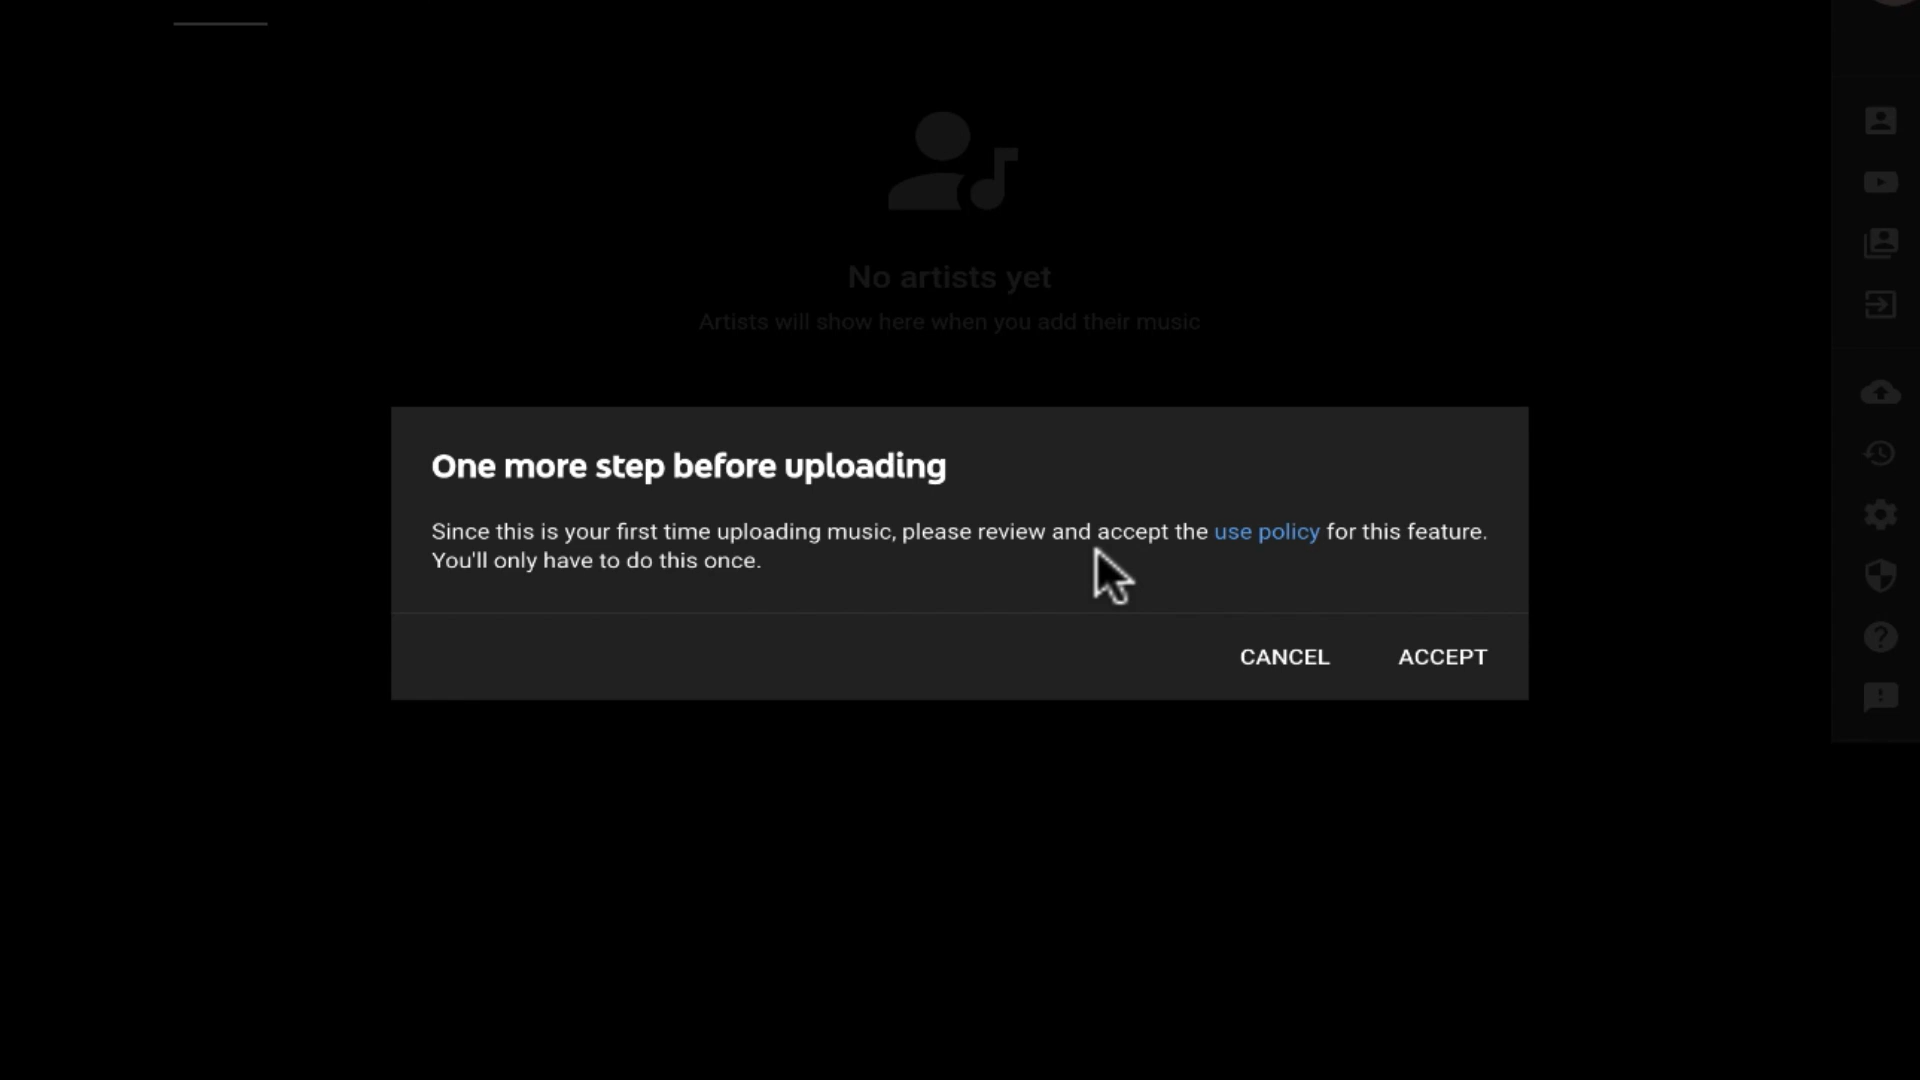 No artists yet
Artists will show here when you add their music
One more step before uploading
Since this is your first time uploading music, please review and accept the use policy for this feature.
You'll only have to do this once.
CANCEL
ACCEPT